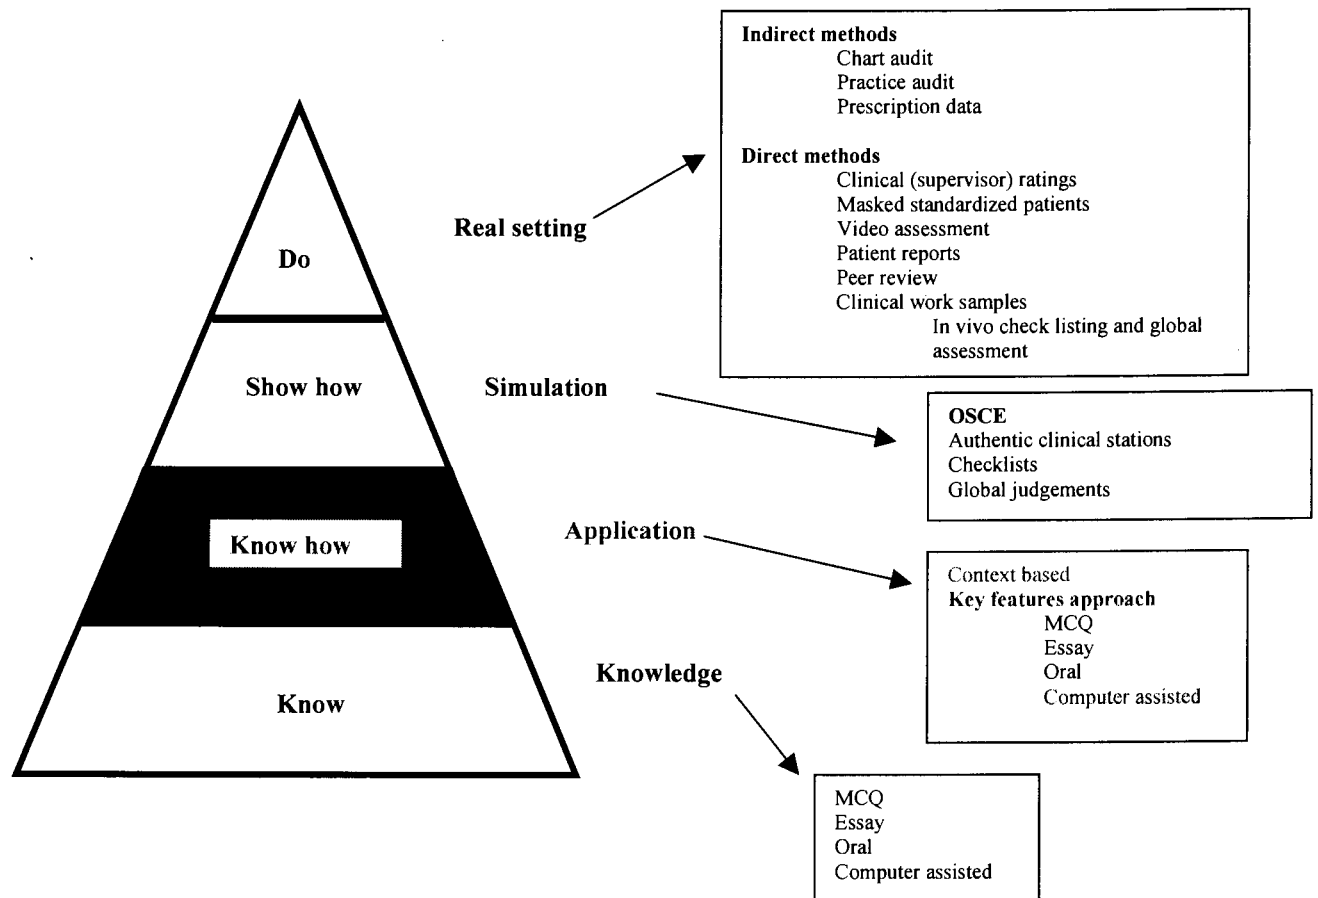 Do
Show how
Know how
Know
Real setting
Simulation
Application
Knowledge
Indirect methods
Chart audit
Practice audit
Prescription data
Direct methods
Clinical (supervisor) ratings
Masked standardized patients
Video assessment
Patient reports
Peer review
Clinical work samples
In vivo check listing and global
assessment
OSCE
Authentic clinical stations
Checklists
Global judgements
Context based
Key features approach
MCQ
Essay
Oral
Computer assisted
MCQ
Essay
Oral
Computer assisted